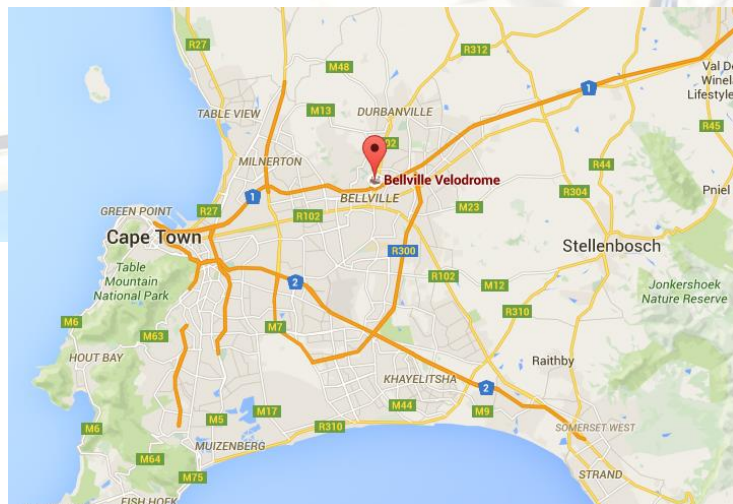 R27
R312
M48
1
Val De
Winela
Lifestyle
TABLE VIEW
M13
DURBANVILLE
R45
MILNERTON
R44
Bellville Velodrome
1
BELLVILLE
R304
Pniel
GREEN POINT
R27
R102
M23
Cape Town
R300
Stellenbosch
Table
Mountain
National Park
2
R102
M12
Jonkershoek
Nature Reserve
R310
M6
M63
M7
HOUT BAY
Raithby
KHAYELITSHA
2
M6
M5
M17
R310
M44
M9
SOMERSET WEST
MUIZENBERG
M64
STRAND
M75
FISH HOEK